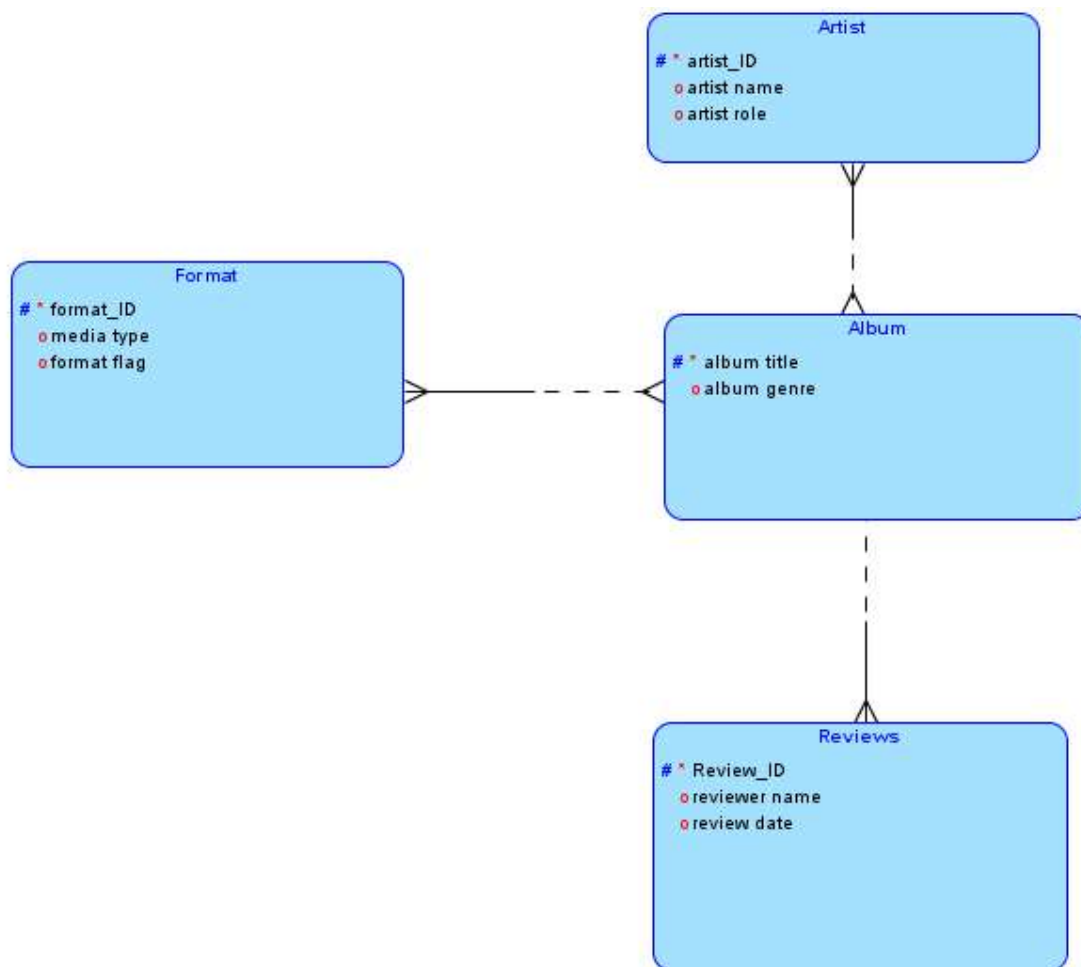 Artist
# * artist_ID
o artist name
o artist role
Format
# * format_ID
o media type
o format flag
Album
# * album title
o album genre
Reviews
# * Review_ID
o reviewer name
o review date